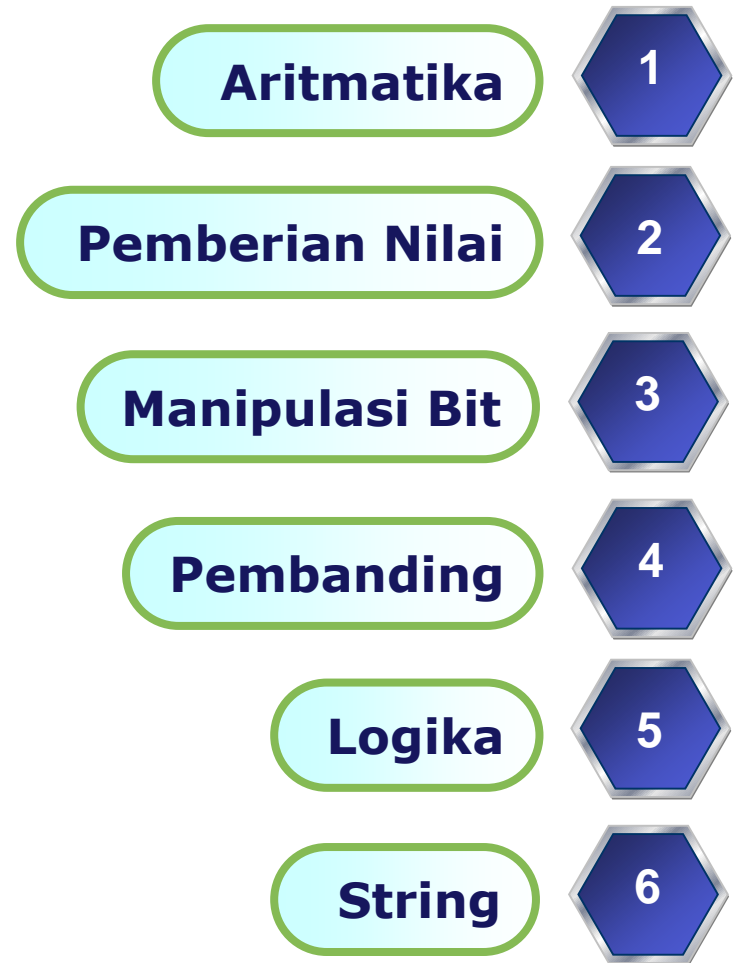 Aritmatika 1
Pemberian Nilai 2
Manipulasi Bit 3
Pembanding 4
Logika 5
String 6